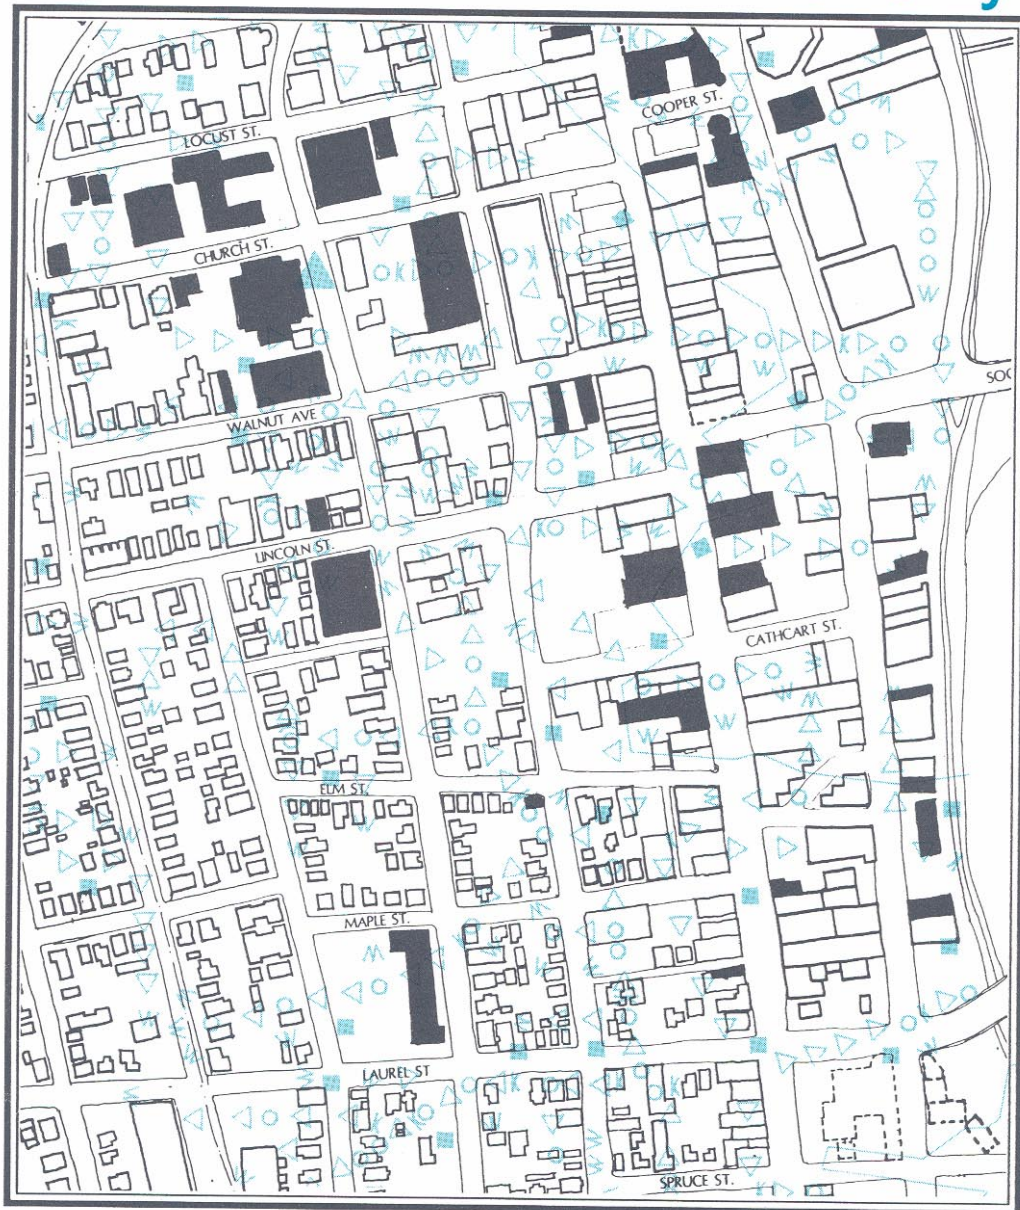 COOPER ST.
LOCUST ST.
CHURCH ST.
SOQ
WALNUT AVE
LINCOLN ST.
CATHCART ST.
ELM ST.
MAPLE ST.
LAUREL ST
SPRUCE ST.